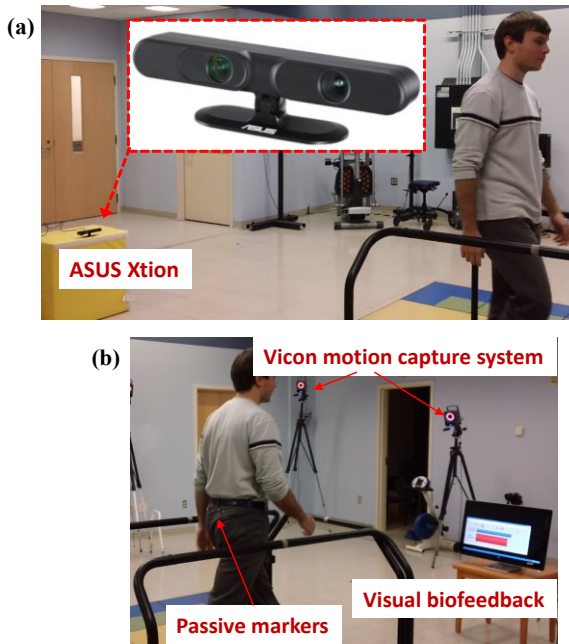 (a)
ASUS
ASUS Xtion
(b)
Vicon motion capture system
Visual biofeedback
Passive markers